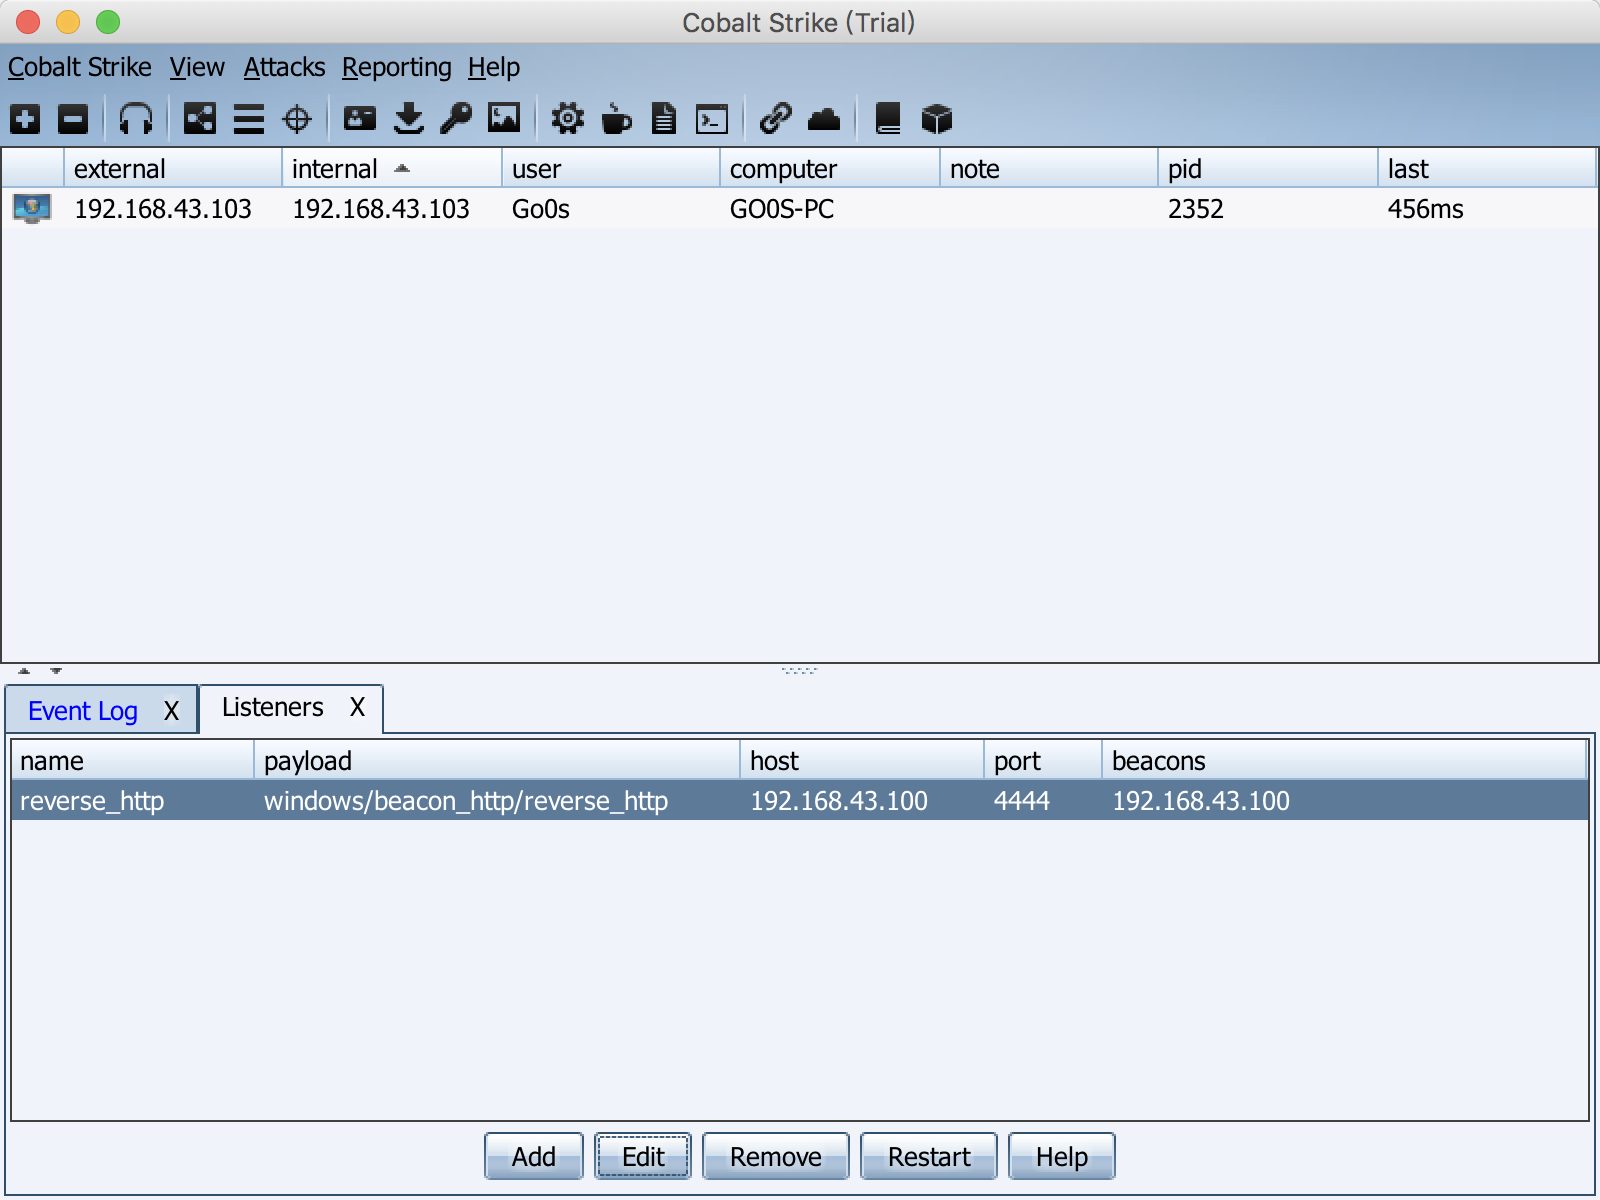 Cobalt Strike (Trial)
Cobalt Strike View Attacks Reporting Help
external internal user computer note pid last
192.168.43.103 192.168.43.103 Go0s GO0S-PC 2352 456ms
Event Log X Listeners X
name payload host port beacons
reverse_http windows/beacon_http/reverse_http 192.168.43.100 4444 192.168.43.100
Add Edit Remove Restart Help